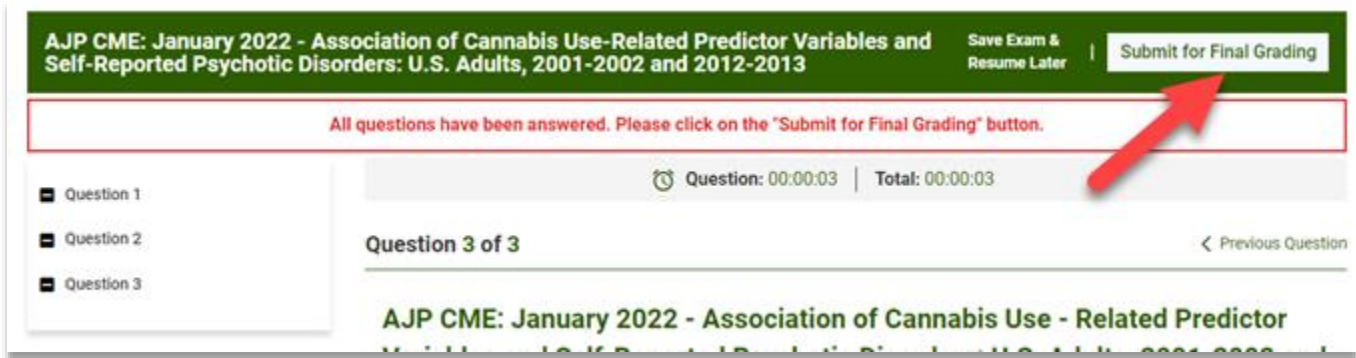 AJP CME: January 2022 - Association of Cannabis Use-Related Predictor Variables and
Self-Reported Psychotic Disorders: U.S. Adults, 2001-2002 and 2012-2013
Save Exam &
Resume Later
|
Submit for Final Grading
All questions have been answered. Please click on the "Submit for Final Grading" button.
Question 1
Question 2
Question 3
Question: 00:00:03 | Total: 00:00:03
Question 3 of 3
Previous Question
AJP CME: January 2022 - Association of Cannabis Use - Related Predictor